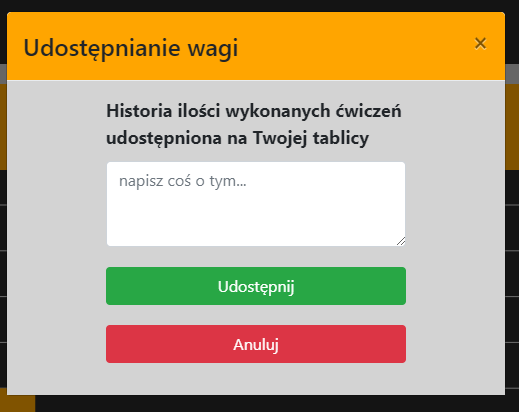 Udostępnianie wagi
×
Historia ilości wykonanych ćwiczeń
udostępniona na Twojej tablicy
napisz coś o tym...
Udostępnij
Anuluj